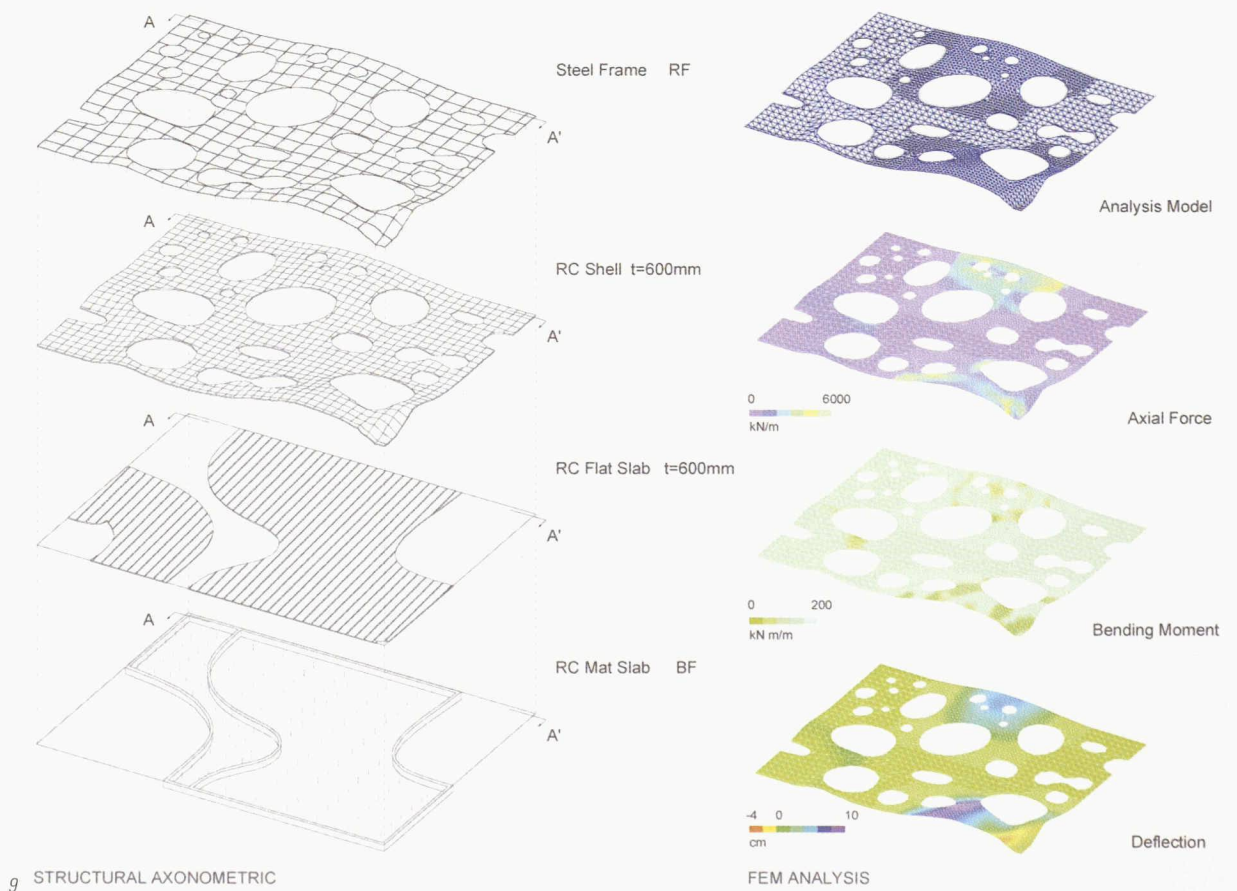 A
Steel Frame RF
A'
A
RC Shell t=600mm
A'
A
RC Flat Slab t=600mm
A'
A
RC Mat Slab BF
A'
9 STRUCTURAL AXONOMETRIC
Analysis Model
0 6000
kN/m
Axial Force
0 200
kN m/m
Bending Moment
-4 0 10
cm
Deflection
FEM ANALYSIS